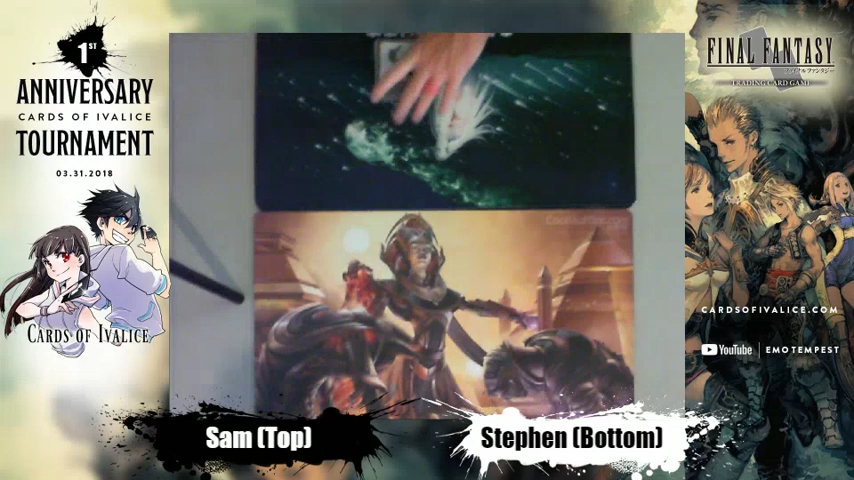 1ST
ANNIVERSARY
CARDS OF IVALICE
TOURNAMENT
03.31.2018
CARDS OF IVALICE
FINAL FANTASY
TRADING CARD GAME
CARDSOFIVALICE.COM
YouTube | EMOTEMPEST
Sam (Top)
Stephen (Bottom)